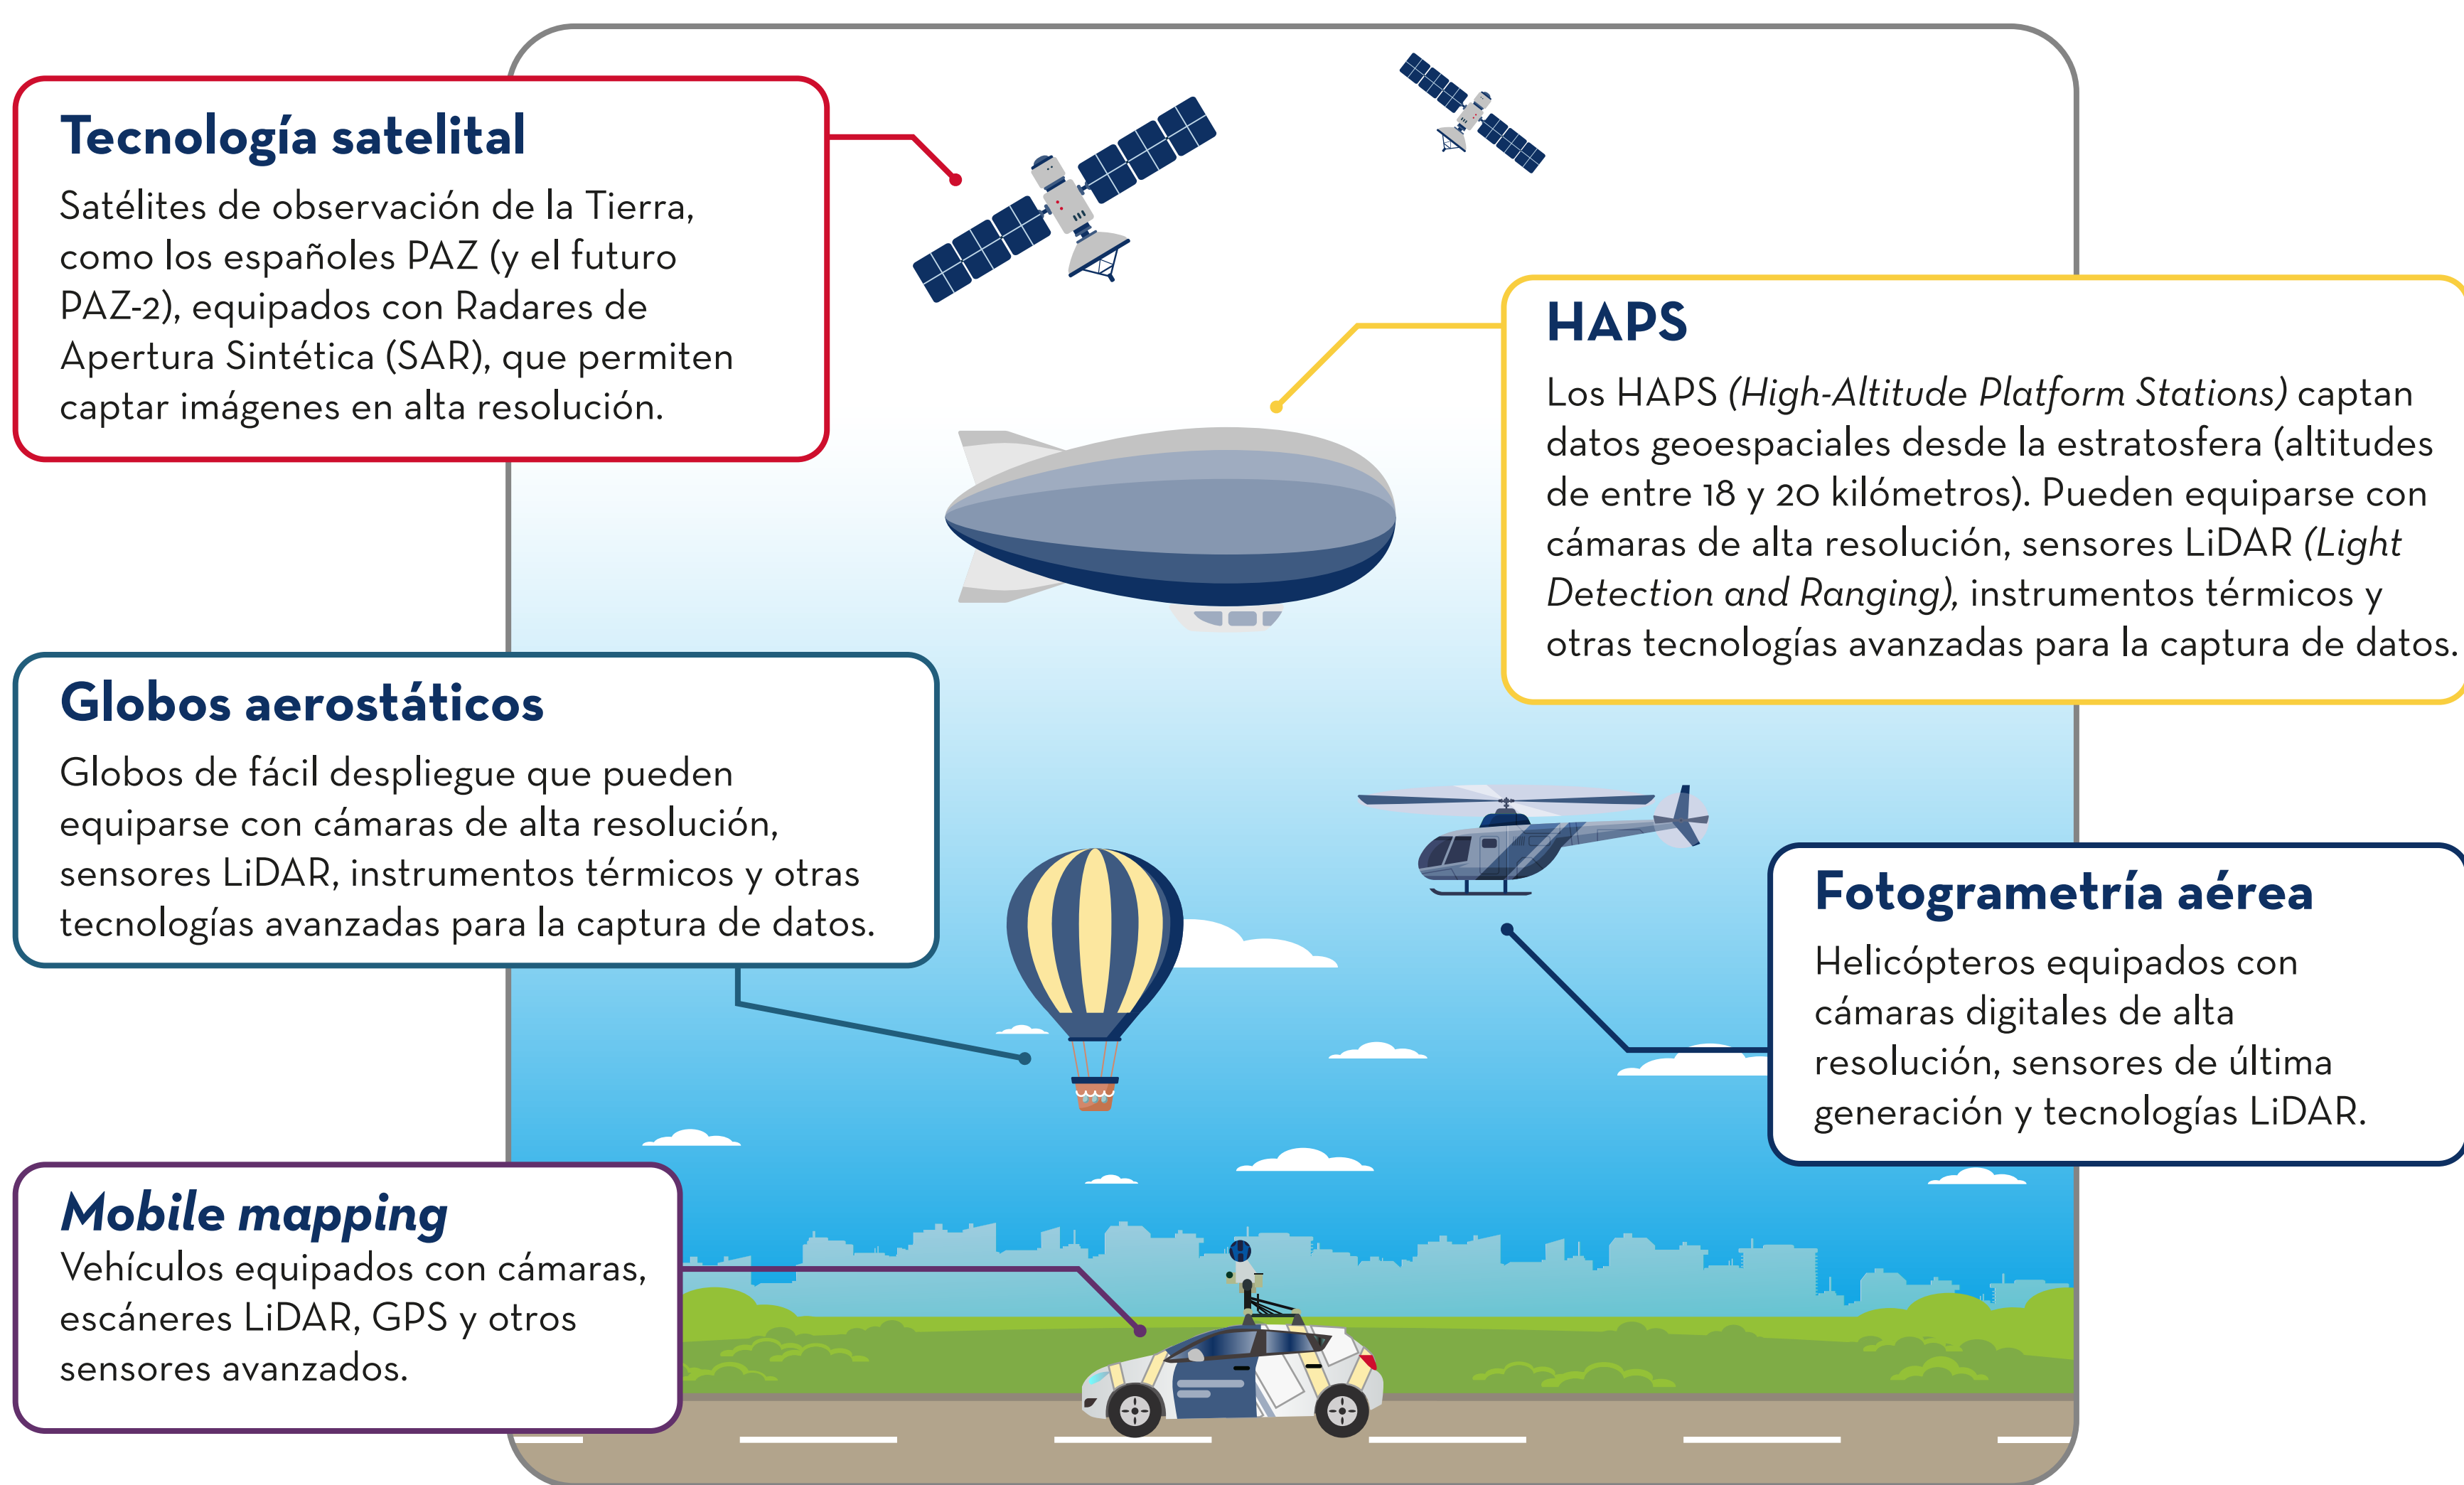 Tecnología satelital
Satélites de observación de la Tierra,
como los españoles PAZ (y el futuro
PAZ-2), equipados con Radares de
Apertura Sintética (SAR), que permiten
captar imágenes en alta resolución.
HAPS
Los HAPS (High-Altitude Platform Stations) captan
datos geoespaciales desde la estratosfera (altitudes
de entre 18 y 20 kilómetros). Pueden equiparse con
cámaras de alta resolución, sensores LiDAR (Light
Detection and Ranging), instrumentos térmicos y
otras tecnologías avanzadas para la captura de datos.
Globos aerostáticos
Globos de fácil despliegue que pueden
equiparse con cámaras de alta resolución,
sensores LiDAR, instrumentos térmicos y otras
tecnologías avanzadas para la captura de datos.
Fotogrametría aérea
Helicópteros equipados con
cámaras digitales de alta
resolución, sensores de última
generación y tecnologías LiDAR.
Mobile mapping
Vehículos equipados con cámaras,
escáneres LiDAR, GPS y otros
sensores avanzados.